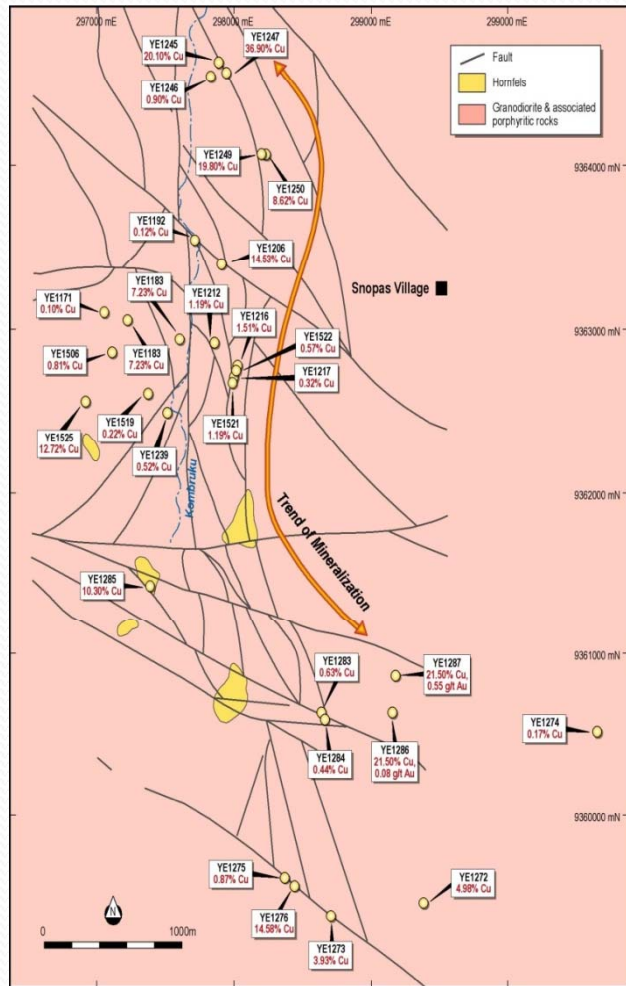 297000 mE
298000 mE
299000 mE
299000 mE
YE1247
36.90% Cu
YE1245
20.10% Cu
YE1246
0.90% Cu
Fault
Hornfels
Granodiorite & associated
porphyritic rocks
YE1249
19.80% Cu
9364000 mN
YE1250
8.62% Cu
YE1192
0.12% Cu
YE1206
14.53% Cu
Snopas Village
YE1183
7.23% Cu
YE1212
1.19% Cu
YE1171
0.10% Cu
YE1216
1.51% Cu
9363000 mN
YE1522
0.57% Cu
YE1506
0.81% Cu
YE1183
7.23% Cu
YE1217
0.32% Cu
YE1519
0.22% Cu
YE1521
1.19% Cu
YE1525
12.72% Cu
YE1239
0.52% Cu
Kombruku
9362000 mN
Trend of Mineralization
YE1285
10.30% Cu
9361000 mN
YE1283
0.63% Cu
YE1287
21.50% Cu,
0.55 g/t Au
YE1274
0.17% Cu
YE1284
0.44% Cu
YE1286
21.50% Cu,
0.08 g/t Au
9360000 mN
YE1275
0.87% Cu
YE1272
4.98% Cu
YE1276
14.58% Cu
YE1273
3.93% Cu
N
0
1000m